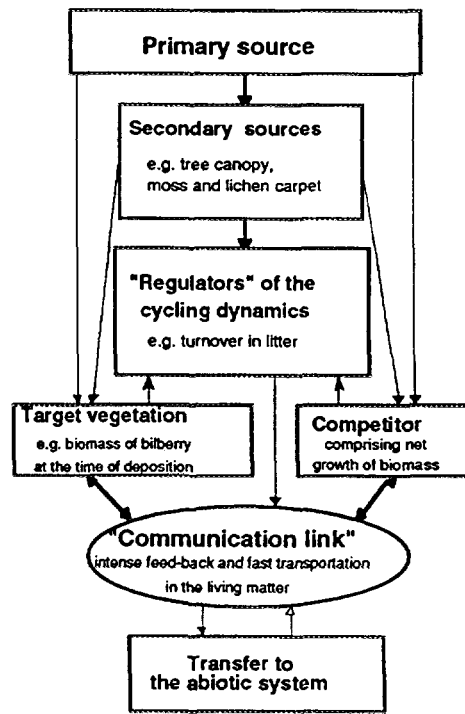 Primary source
Secondary sources
e.g. tree canopy,
moss and lichen carpet
"Regulators" of the
cycling dynamics
e.g. turnover in litter
Target vegetation
e.g. biomass of bilberry
at the time of deposition
Competitor
comprising net
growth of biomass
"Communication link"
intense feed-back and fast transportation
in the living matter
Transfer to
the abiotic system